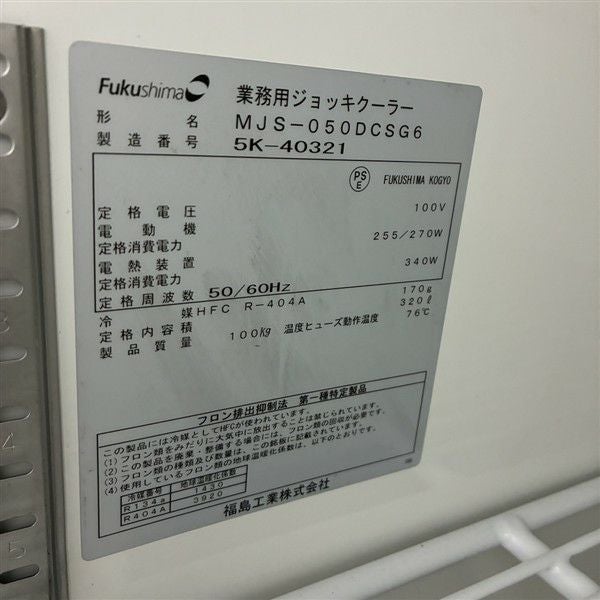 Fukushima 業務用ジョッキクーラー
形名 MJS-050DCSG6
製造番号 5K-40321
PS E FUKUSHIMA KOGYO
定格電圧 100V
電動機
定格消費電力 255/270W
電熱装置
定格消費電力 340W
定格周波数 50/60Hz
冷媒 HFC R-404A 170g
定格内容積 320ℓ
製品質量 100Kg 温度ヒューズ動作温度 76℃
フロン排出抑制法 第一種特定製品
この製品には冷媒としてHFCが使われています。
(1) フロン類をみだりに大気中に放出することは禁じられています。
(2) この製品を廃棄・整備する場合には、フロン類の回収が必要です。
(3) フロン類の種類及び数量は、この銘板に記載されています。
(4) 使用しているフロン類の地球温暖化係数は、以下のとおりです。
冷媒番号 地球温暖化係数
R134a 1430
R404A 3920
福島工業株式会社
3
4
5